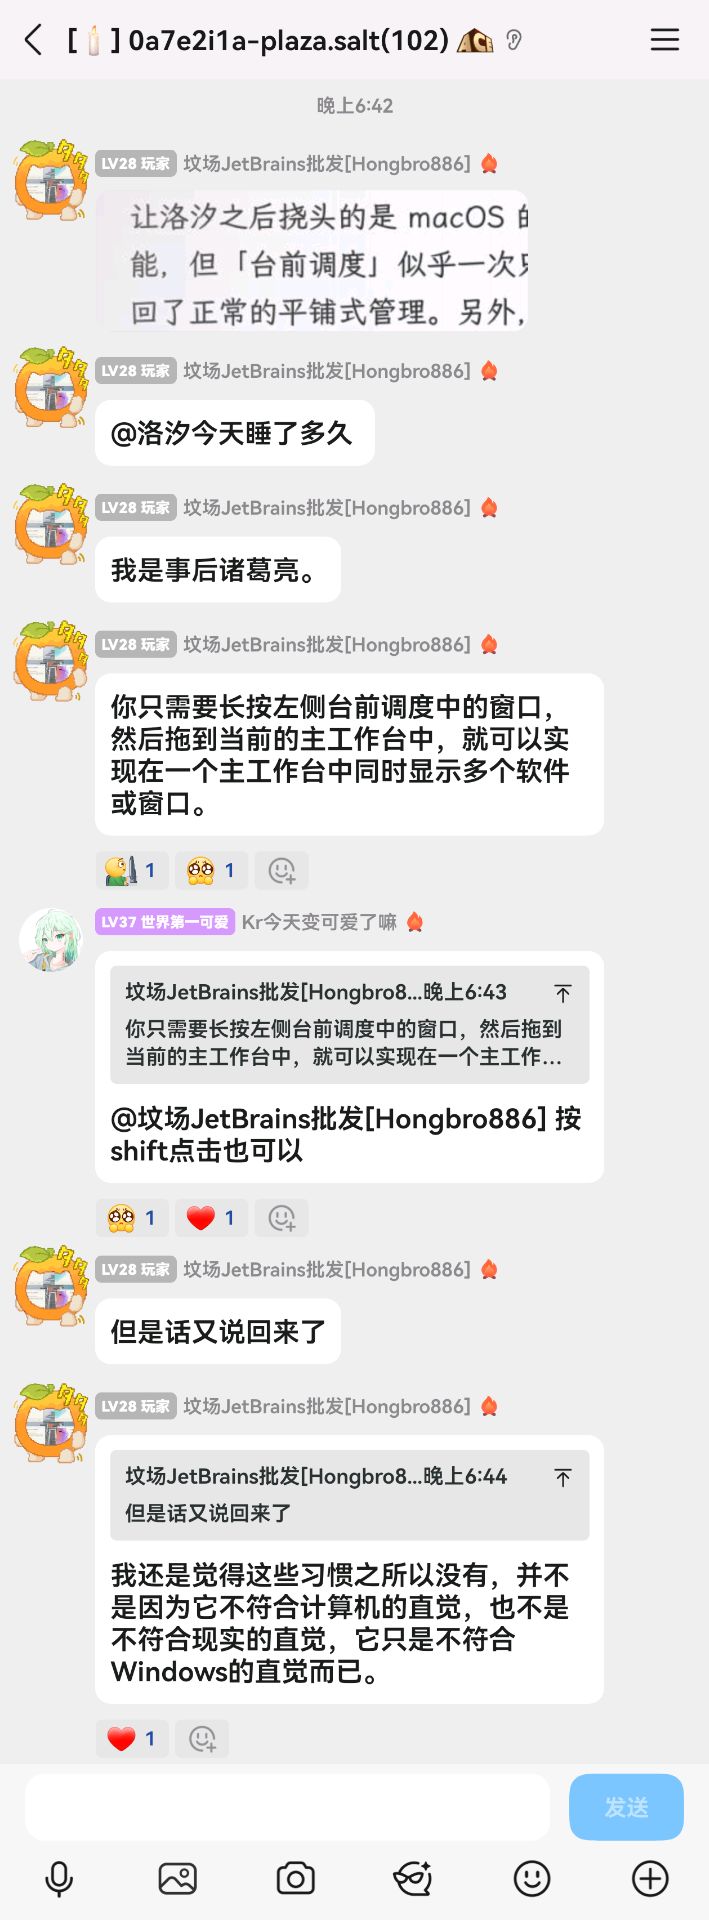 [🕯️] 0a7e2i1a-plaza.salt(102)
晚上6:42
LV28 玩家 坟场JetBrains批发[Hongbro886]
让洛汐之后挠头的是 macOS 的
能，但「台前调度」似乎一次只
回了正常的平铺式管理。另外，
LV28 玩家 坟场JetBrains批发[Hongbro886]
@洛汐今天睡了多久
LV28 玩家 坟场JetBrains批发[Hongbro886]
我是事后诸葛亮。
LV28 玩家 坟场JetBrains批发[Hongbro886]
你只需要长按左侧台前调度中的窗口，
然后拖到当前的主工作台中，就可以实
现在一个主工作台中同时显示多个软件
或窗口。
1 1
LV37 世界第一可爱 Kr今天变可爱了嘛
坟场JetBrains批发[Hongbro8...晚上6:43
你只需要长按左侧台前调度中的窗口，然后拖到
当前的主工作台中，就可以实现在一个主工作...
@坟场JetBrains批发[Hongbro886] 按
shift点击也可以
1 1
LV28 玩家 坟场JetBrains批发[Hongbro886]
但是话又说回来了
LV28 玩家 坟场JetBrains批发[Hongbro886]
坟场JetBrains批发[Hongbro8...晚上6:44
但是话又说回来了
我还是觉得这些习惯之所以没有，并不
是因为它不符合计算机的直觉，也不是
不符合现实的直觉，它只是不符合
Windows的直觉而已。
1
发送